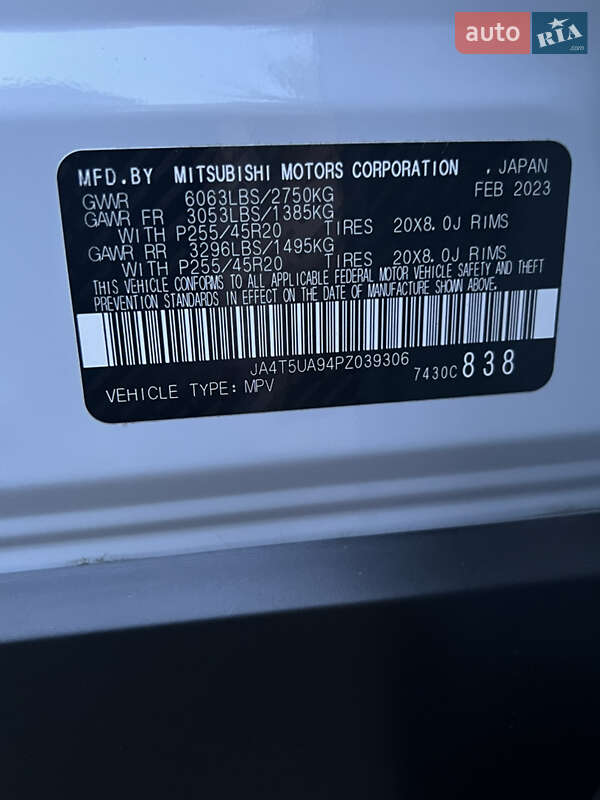 auto RIA.com
MFD.BY MITSUBISHI MOTORS CORPORATION , JAPAN
GVWR 6063LBS/2750KG FEB 2023
GAWR FR 3053LBS/1385KG
WITH P255/45R20 TIRES 20X8.0J RIMS
GAWR RR 3296LBS/1495KG
WITH P255/45R20 TIRES 20X8.0J RIMS
THIS VEHICLE CONFORMS TO ALL APPLICABLE FEDERAL MOTOR VEHICLE SAFETY AND THEFT
PREVENTION STANDARDS IN EFFECT ON THE DATE OF MANUFACTURE SHOWN ABOVE.
JA4T5UA94PZ039306 7430C 838
VEHICLE TYPE: MPV